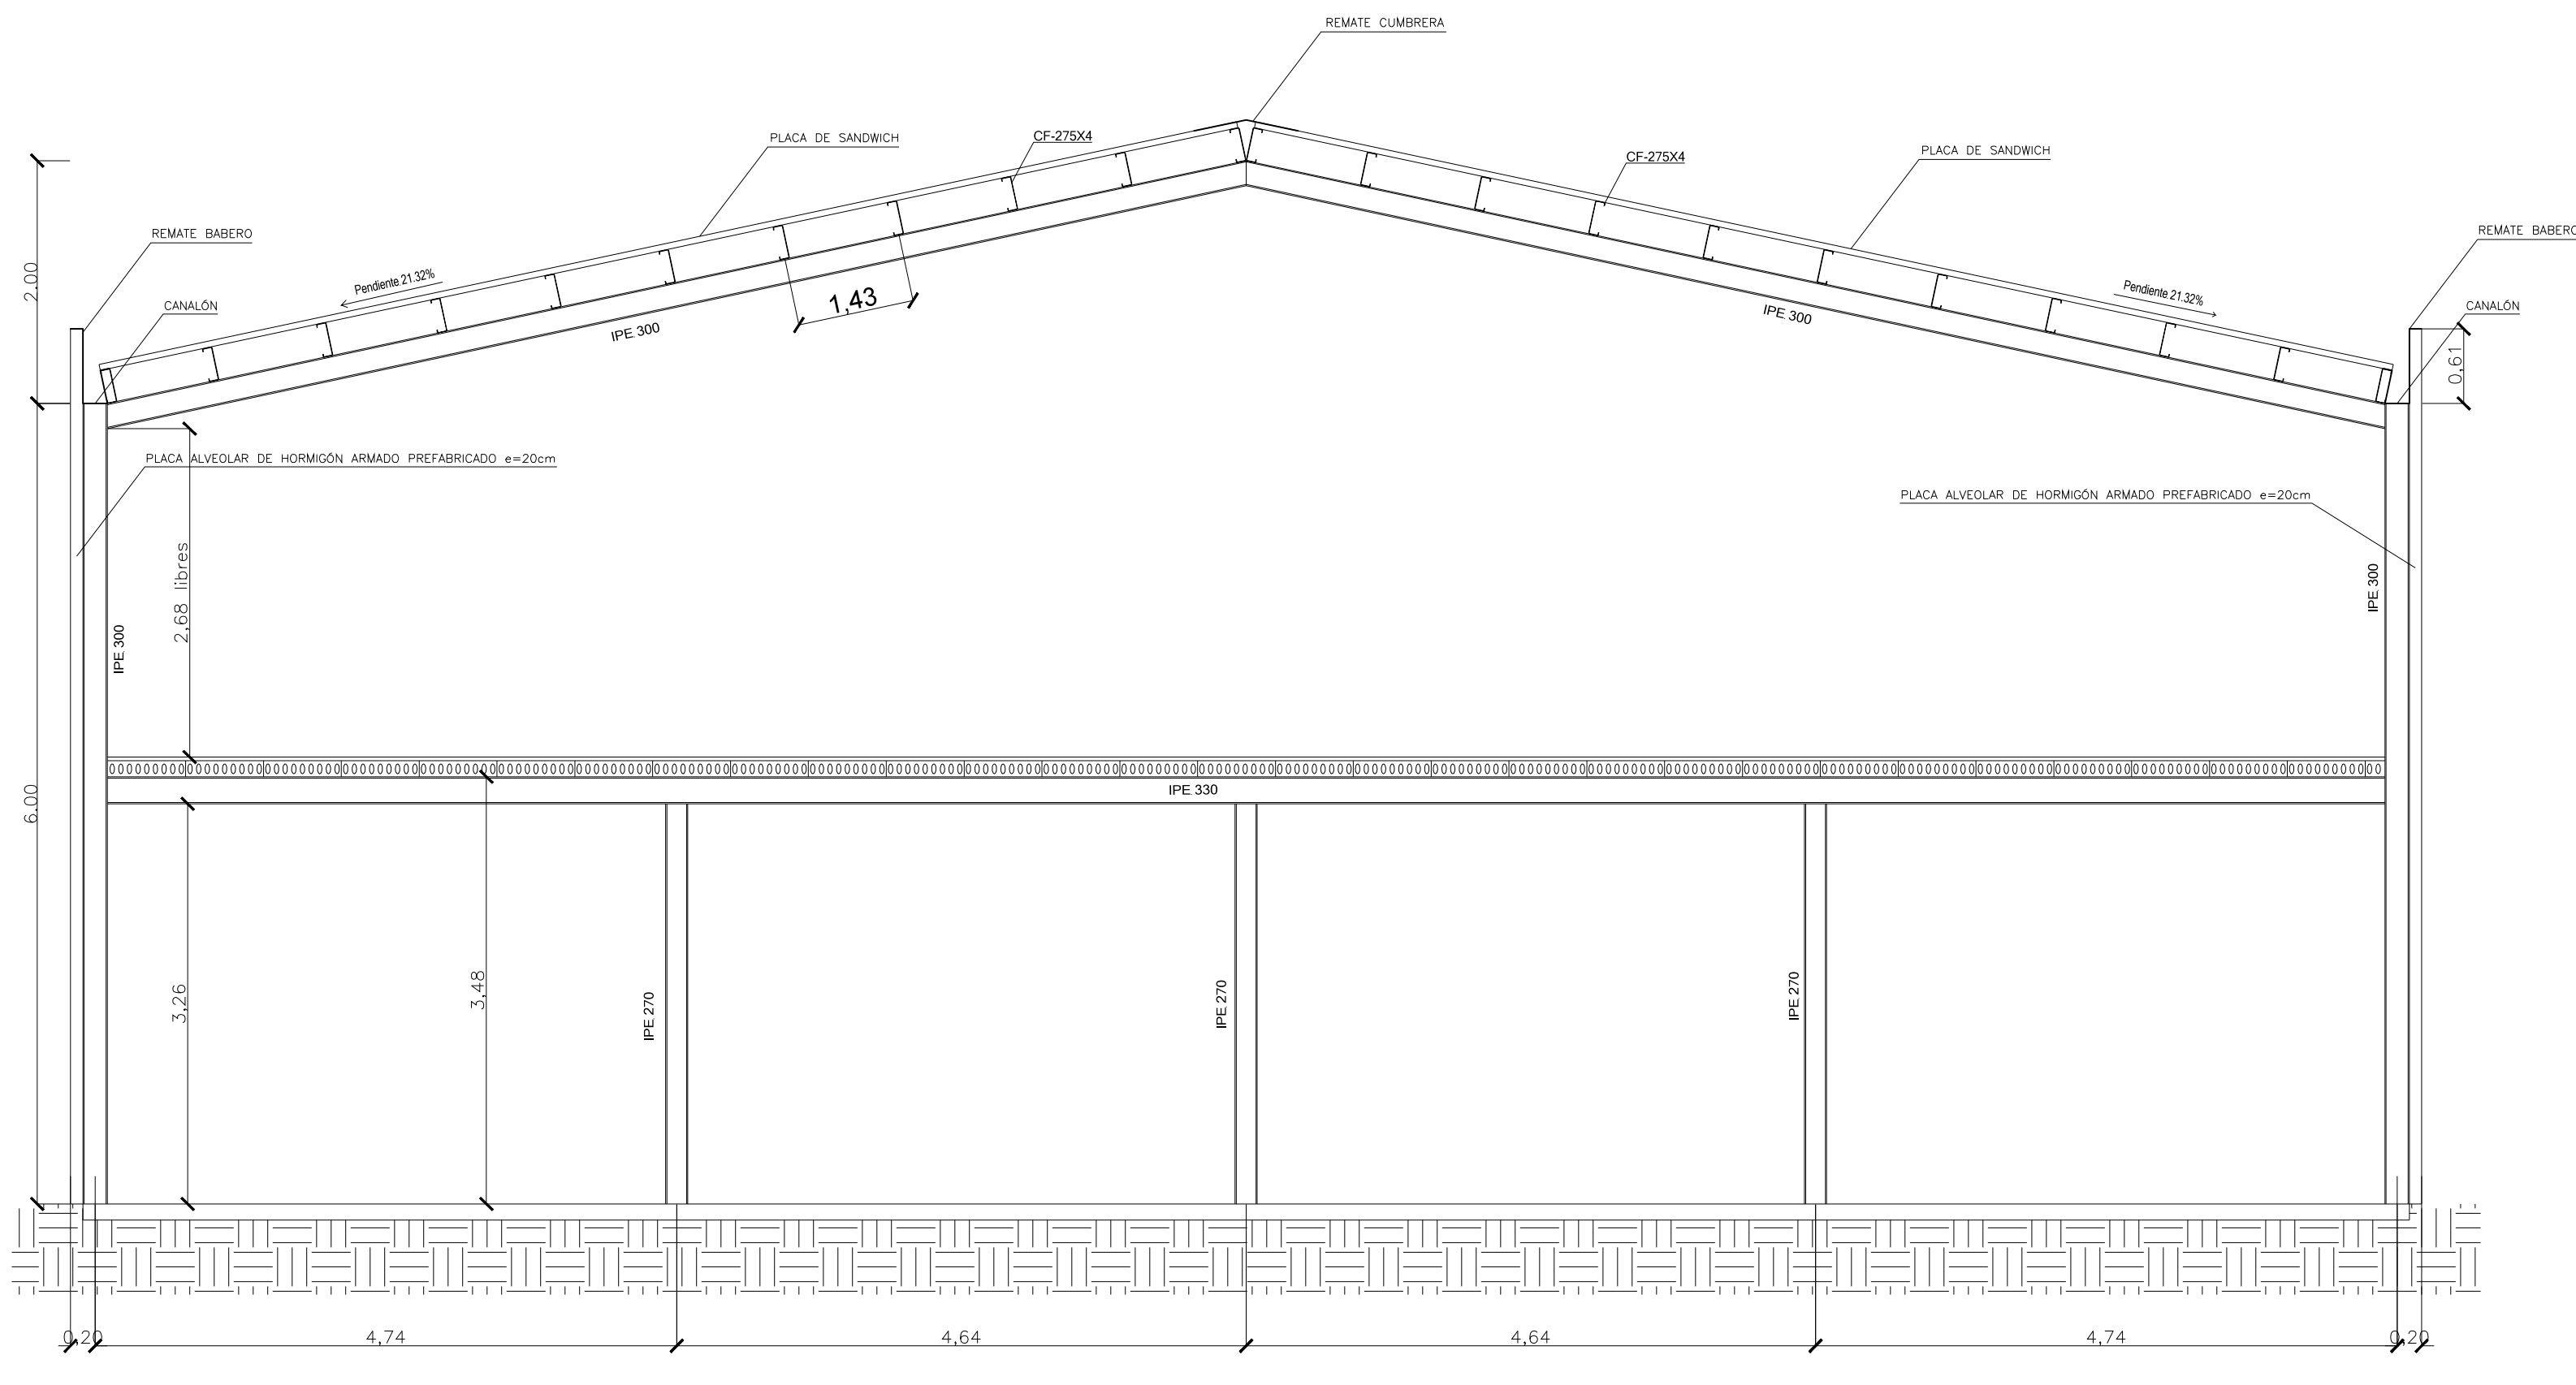 REMATE CUMBRERA
PLACA DE SANDWICH
CF-275X4
CF-275X4
PLACA DE SANDWICH
REMATE BABERO
REMATE BABERO
2.00
Pendiente 21.32%
1,43
Pendiente 21.32%
CANALÓN
CANALÓN
IPE 300
IPE 300
0,61
PLACA ALVEOLAR DE HORMIGÓN ARMADO PREFABRICADO e=20cm
PLACA ALVEOLAR DE HORMIGÓN ARMADO PREFABRICADO e=20cm
2,68 libres
IPE 300
IPE 300
6.00
IPE 330
3,26
3,48
IPE 270
IPE 270
IPE 270
0,20
4,74
4,64
4,64
4,74
0,20